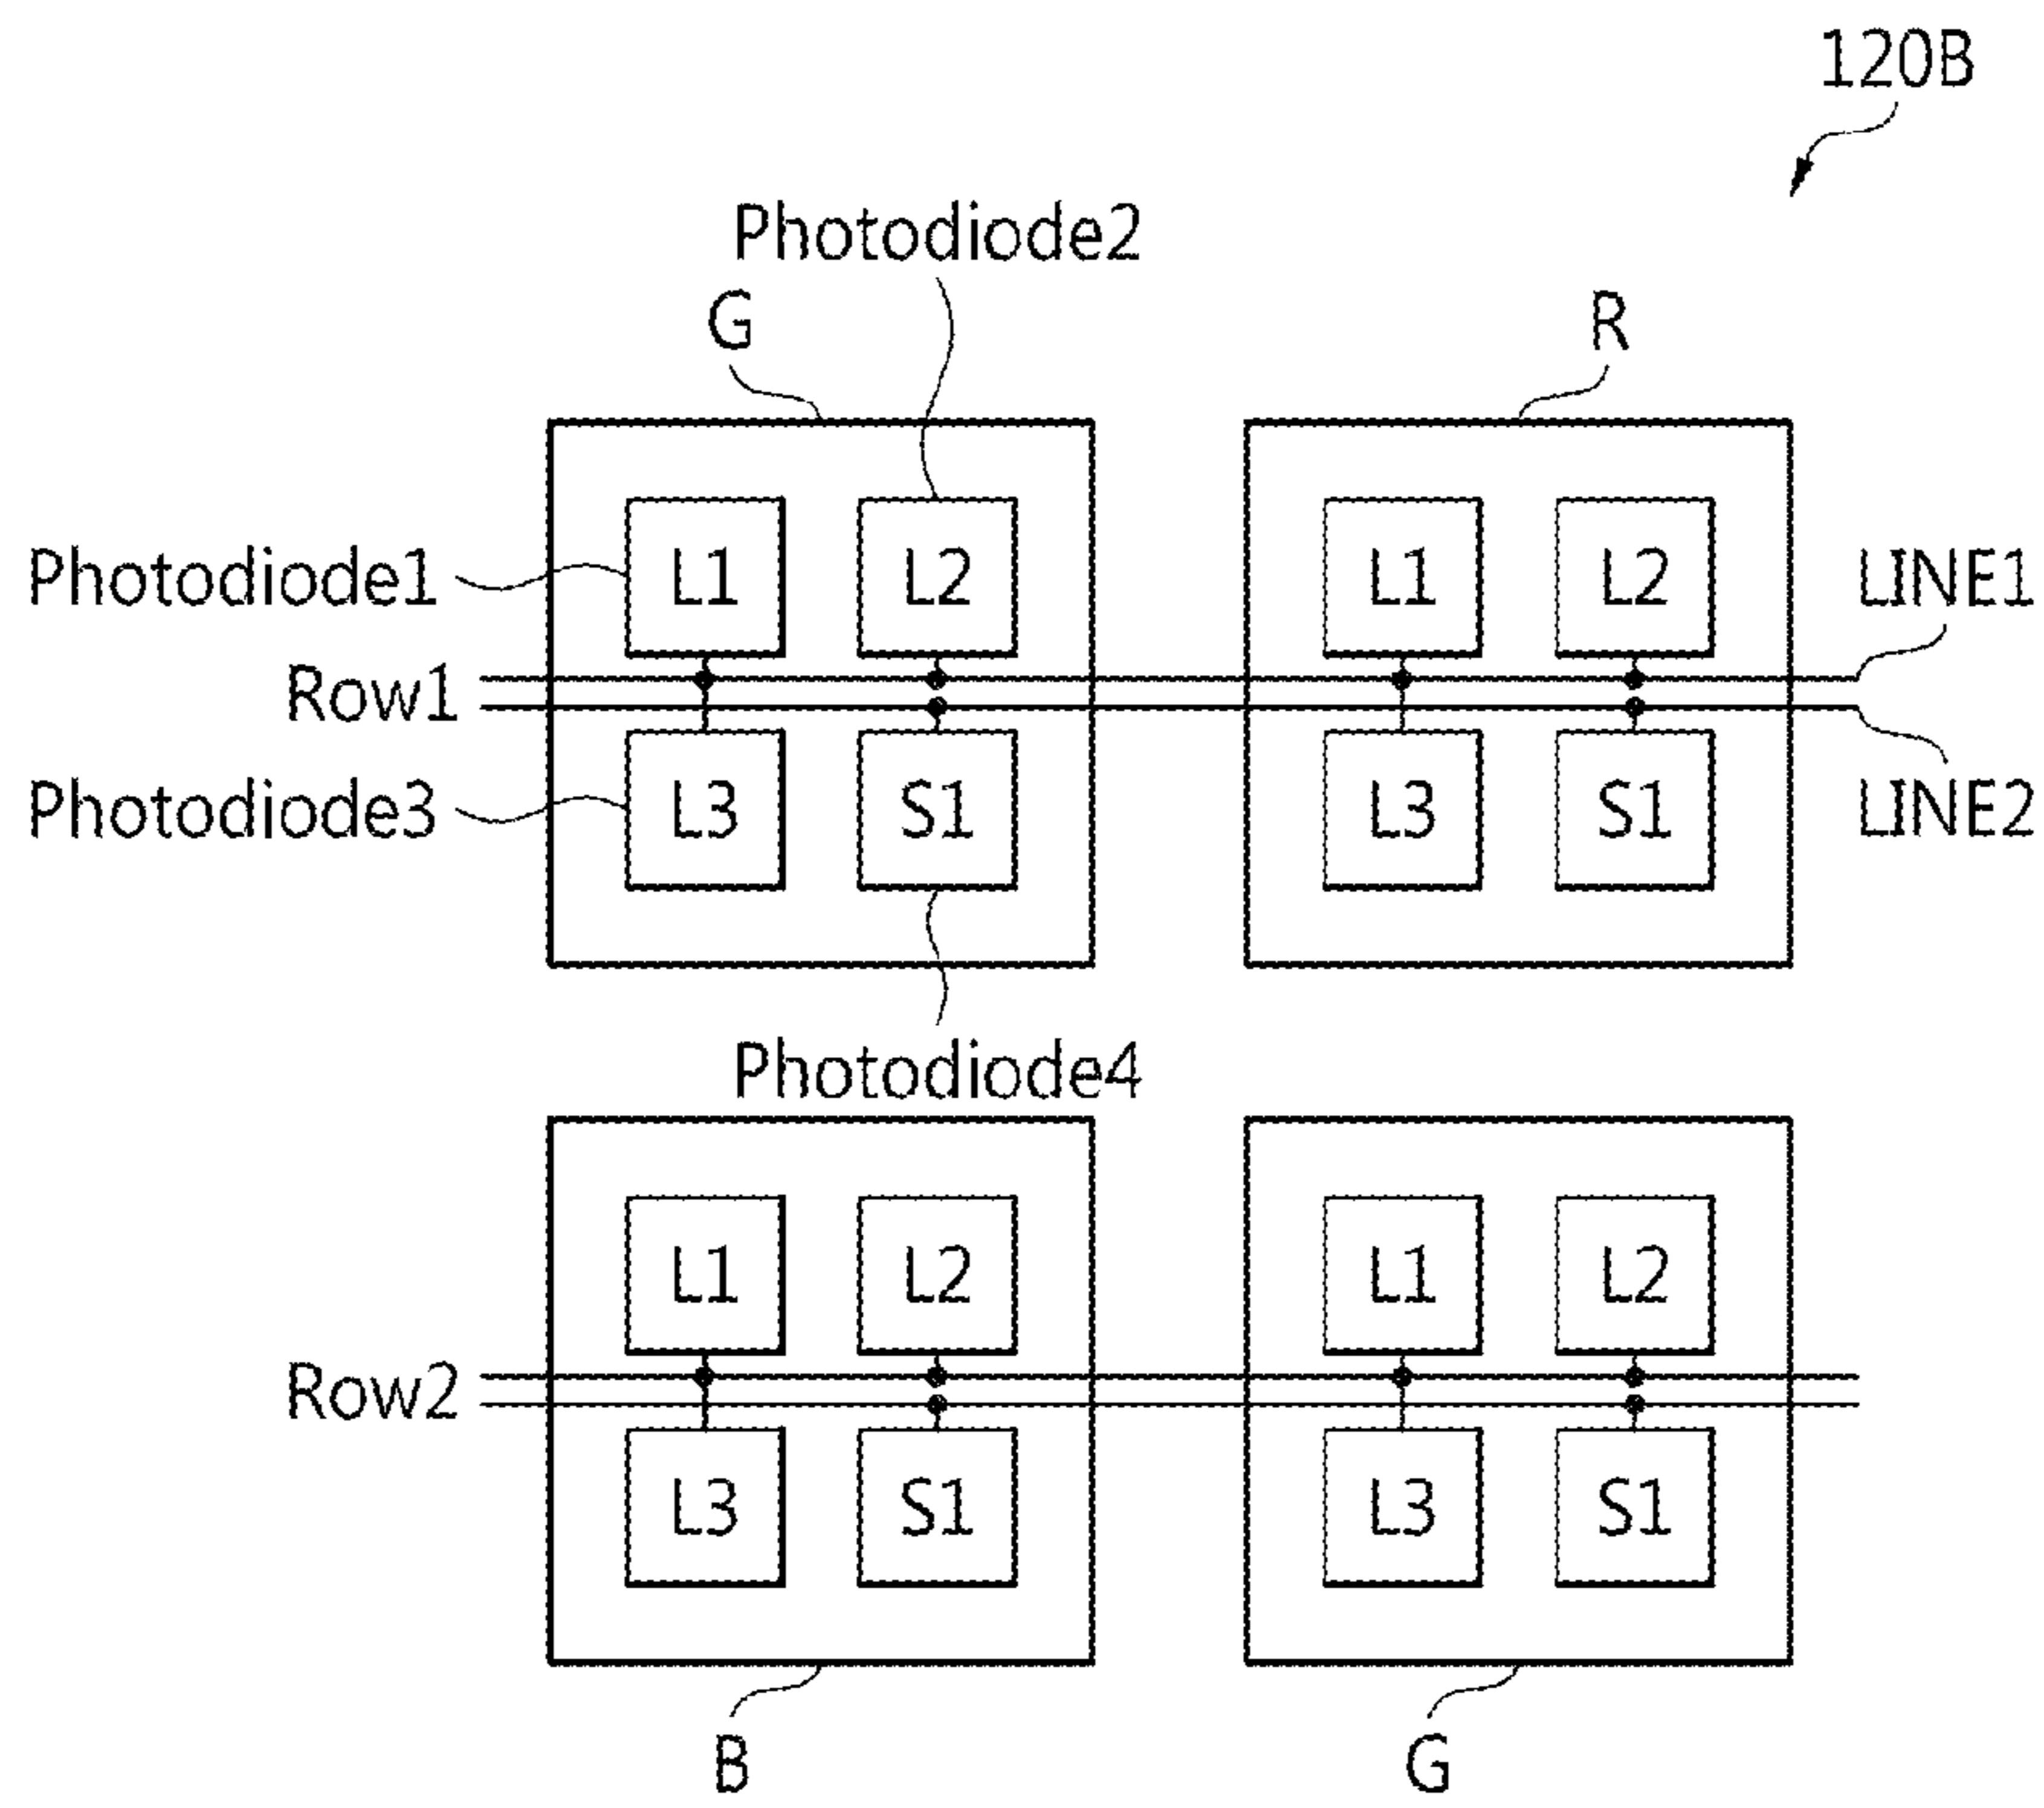 120B
Photodiode2
G R
L1 L2 L1 L2
Photodiode1 LINE1
Row1
L3 S1 L3 S1
Photodiode3 LINE2
Photodiode4
L1 L2 L1 L2
Row2
L3 S1 L3 S1
B G